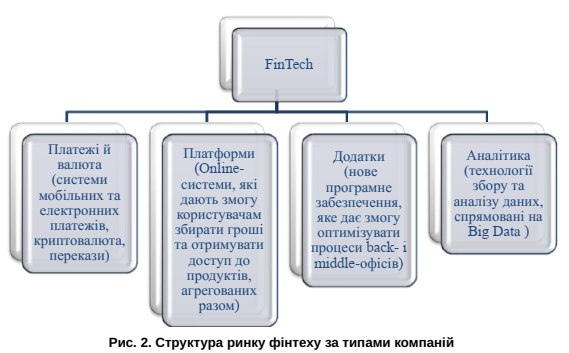 FinTech
Платежі й
валюта
(системи
мобільних та
електронних
платежів,
криптовалюта,
перекази)
Платформи
(Online-
системи, які
дають змогу
користувачам
збирати гроші
та отримувати
доступ до
продуктів,
агрегованих
разом)
Додатки
(нове
програмне
забезпечення,
яке дає змогу
оптимізувати
процеси back- і
middle-офісів)
Аналітика
(технології
збору та
аналізу даних,
спрямовані на
Big Data )
Рис. 2. Структура ринку фінтеху за типами компаній